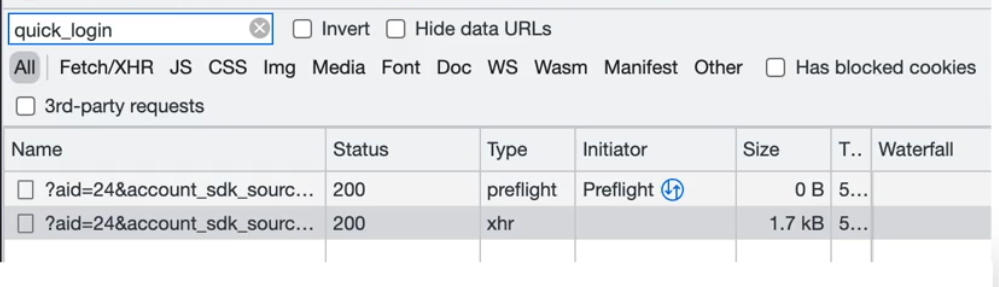 quick_login Invert Hide data URLs
All Fetch/XHR JS CSS Img Media Font Doc WS Wasm Manifest Other Has blocked cookies
3rd-party requests
Name Status Type Initiator Size T.. Waterfall
?aid=24&account_sdk_sourc... 200 preflight Preflight 0 B 5...
?aid=24&account_sdk_sourc... 200 xhr 1.7 kB 5...